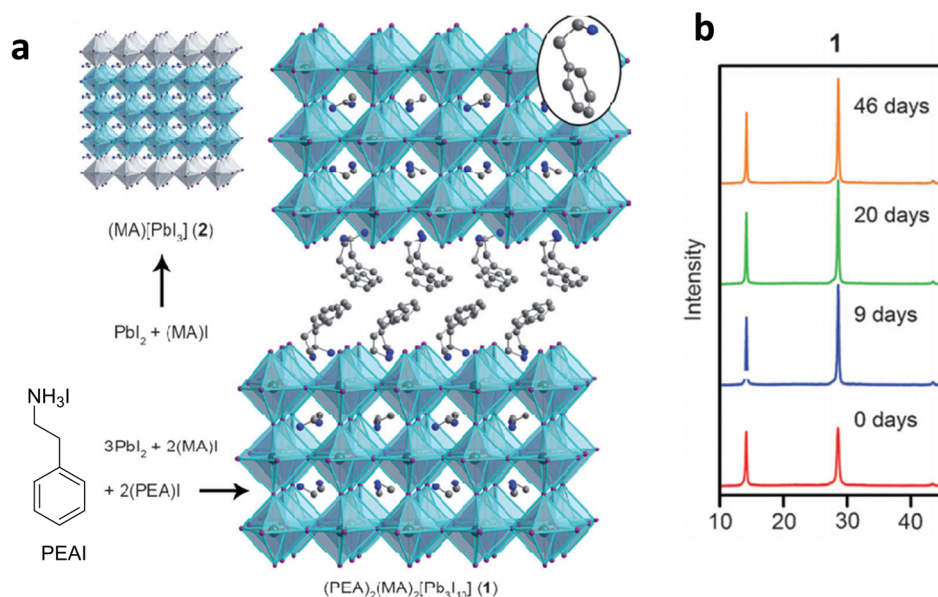 a
(MA)[PbI₃] (2)
PbI₂ + (MA)I
NH₃I
3PbI₂ + 2(MA)I
+ 2(PEA)I
PEAI
(PEA)₂(MA)₂[Pb₃I₁₀] (1)
b
1
46 days
20 days
9 days
0 days
Intensity
10 20 30 40